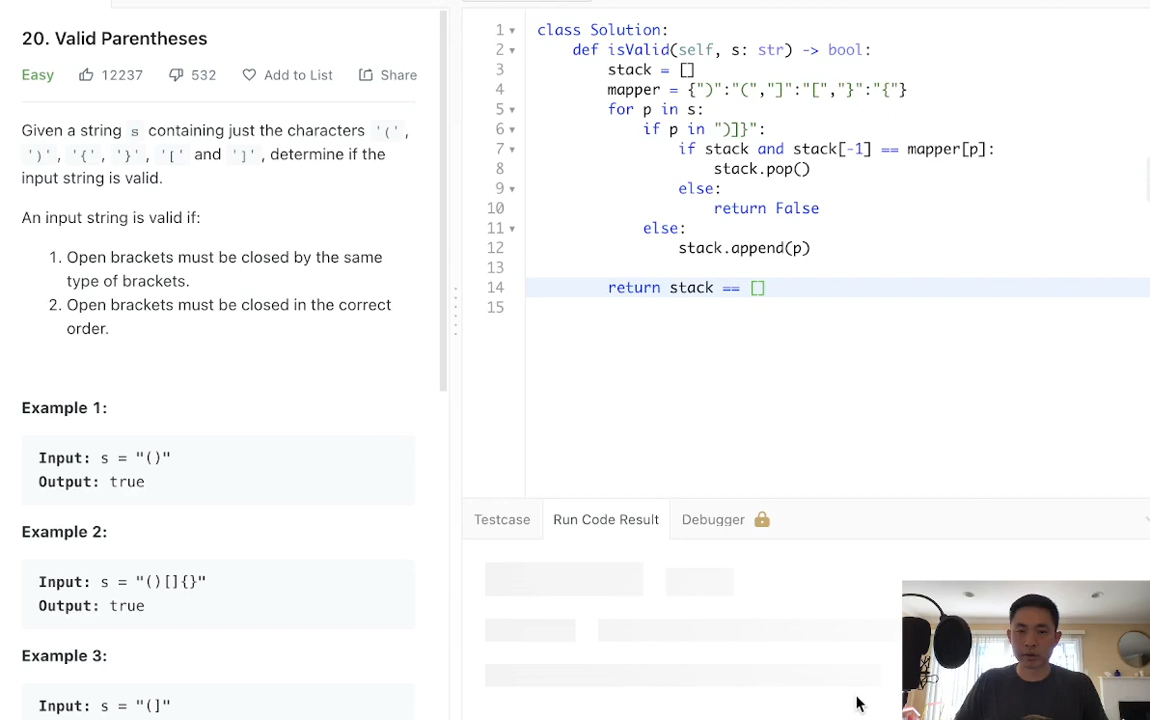 20. Valid Parentheses
Easy 12237 532 Add to List Share
Given a string s containing just the characters '(',
')', '{', '}', '[' and ']', determine if the
input string is valid.
An input string is valid if:
1. Open brackets must be closed by the same
type of brackets.
2. Open brackets must be closed in the correct
order.
Example 1:
Input: s = "()"
Output: true
Example 2:
Input: s = "()[]{}"
Output: true
Example 3:
Input: s = "(]"
1 class Solution:
2 def isValid(self, s: str) -> bool:
3 stack = []
4 mapper = {")":"(","]":"[","}":"{"}
5 for p in s:
6 if p in ")]}":
7 if stack and stack[-1] == mapper[p]:
8 stack.pop()
9 else:
10 return False
11 else:
12 stack.append(p)
13
14 return stack == []
15
Testcase Run Code Result Debugger